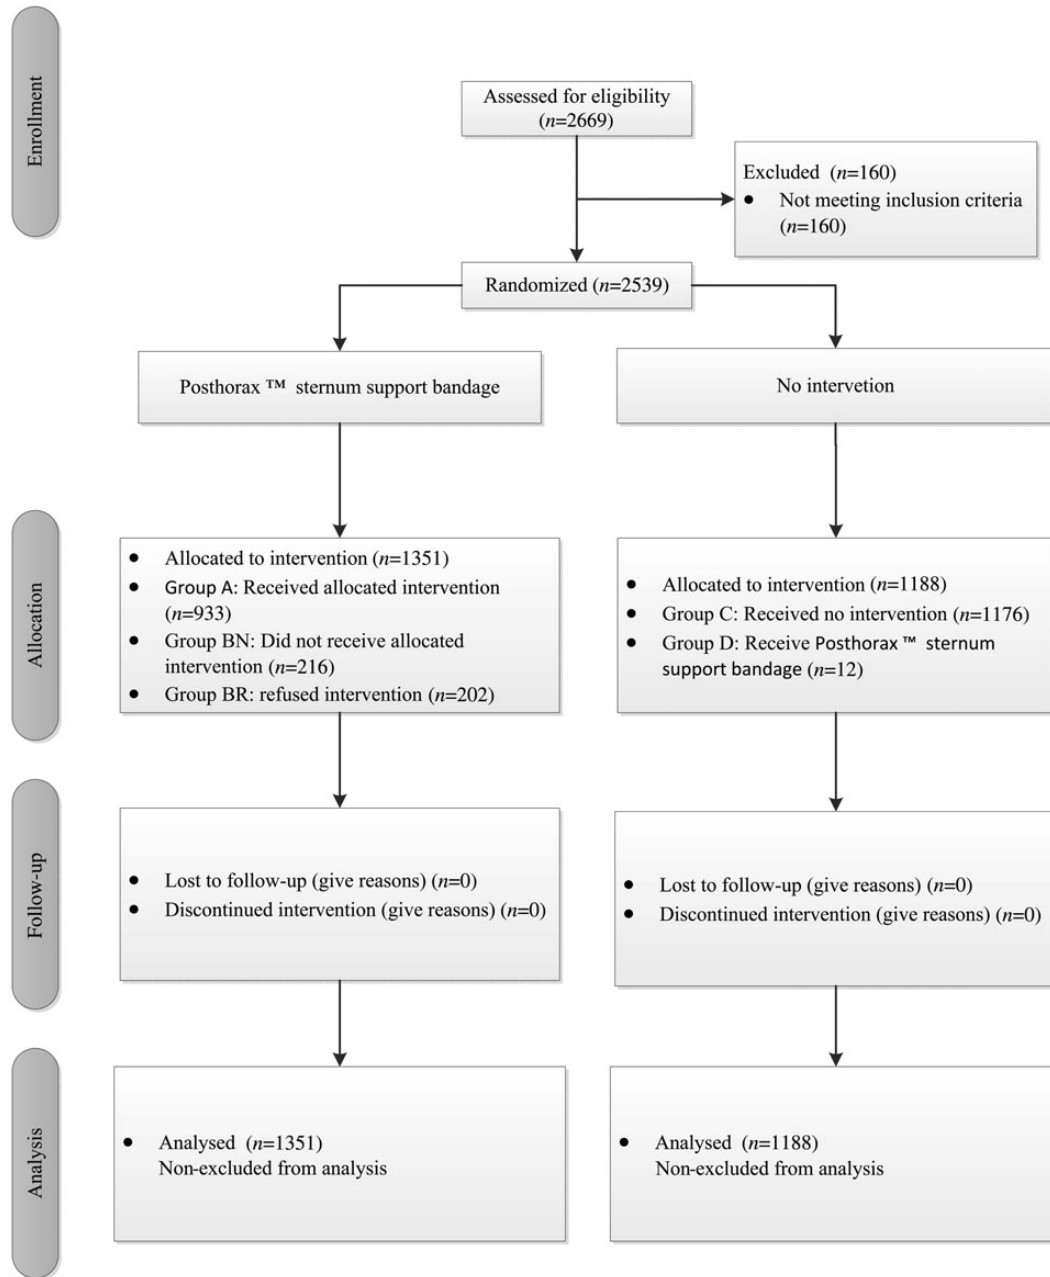 Enrollment
Assessed for eligibility
(n=2669)
Excluded (n=160)
● Not meeting inclusion criteria
(n=160)
Randomized (n=2539)
Posthorax ™ sternum support bandage
No intervetion
Allocation
● Allocated to intervention (n=1351)
● Group A: Received allocated intervention
(n=933)
● Group BN: Did not receive allocated
intervention (n=216)
● Group BR: refused intervention (n=202)
● Allocated to intervention (n=1188)
● Group C: Received no intervention (n=1176)
● Group D: Receive Posthorax ™ sternum
support bandage (n=12)
Follow-up
● Lost to follow-up (give reasons) (n=0)
● Discontinued intervention (give reasons) (n=0)
● Lost to follow-up (give reasons) (n=0)
● Discontinued intervention (give reasons) (n=0)
Analysis
● Analysed (n=1351)
Non-excluded from analysis
● Analysed (n=1188)
Non-excluded from analysis